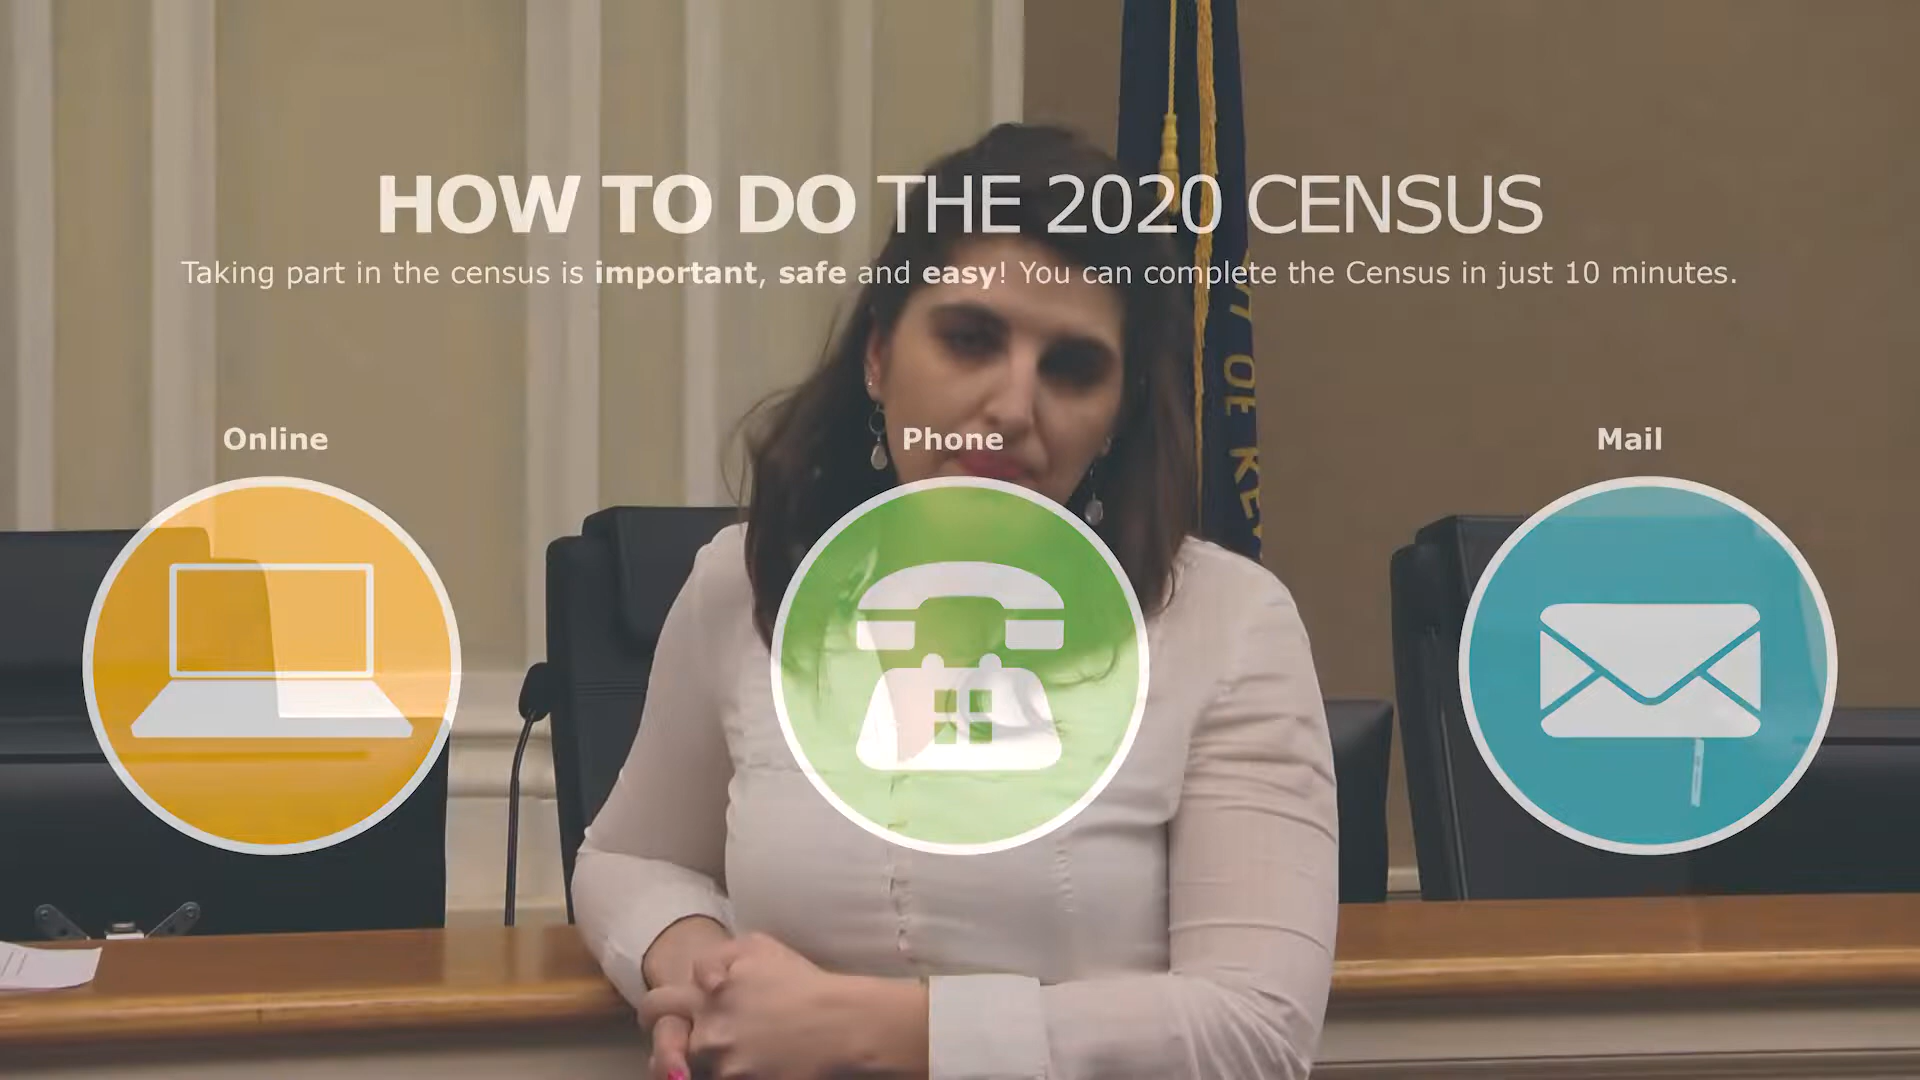 HOW TO DO THE 2020 CENSUS
Taking part in the census is important, safe and easy! You can complete the Census in just 10 minutes.
Online
Phone
Mail
OF